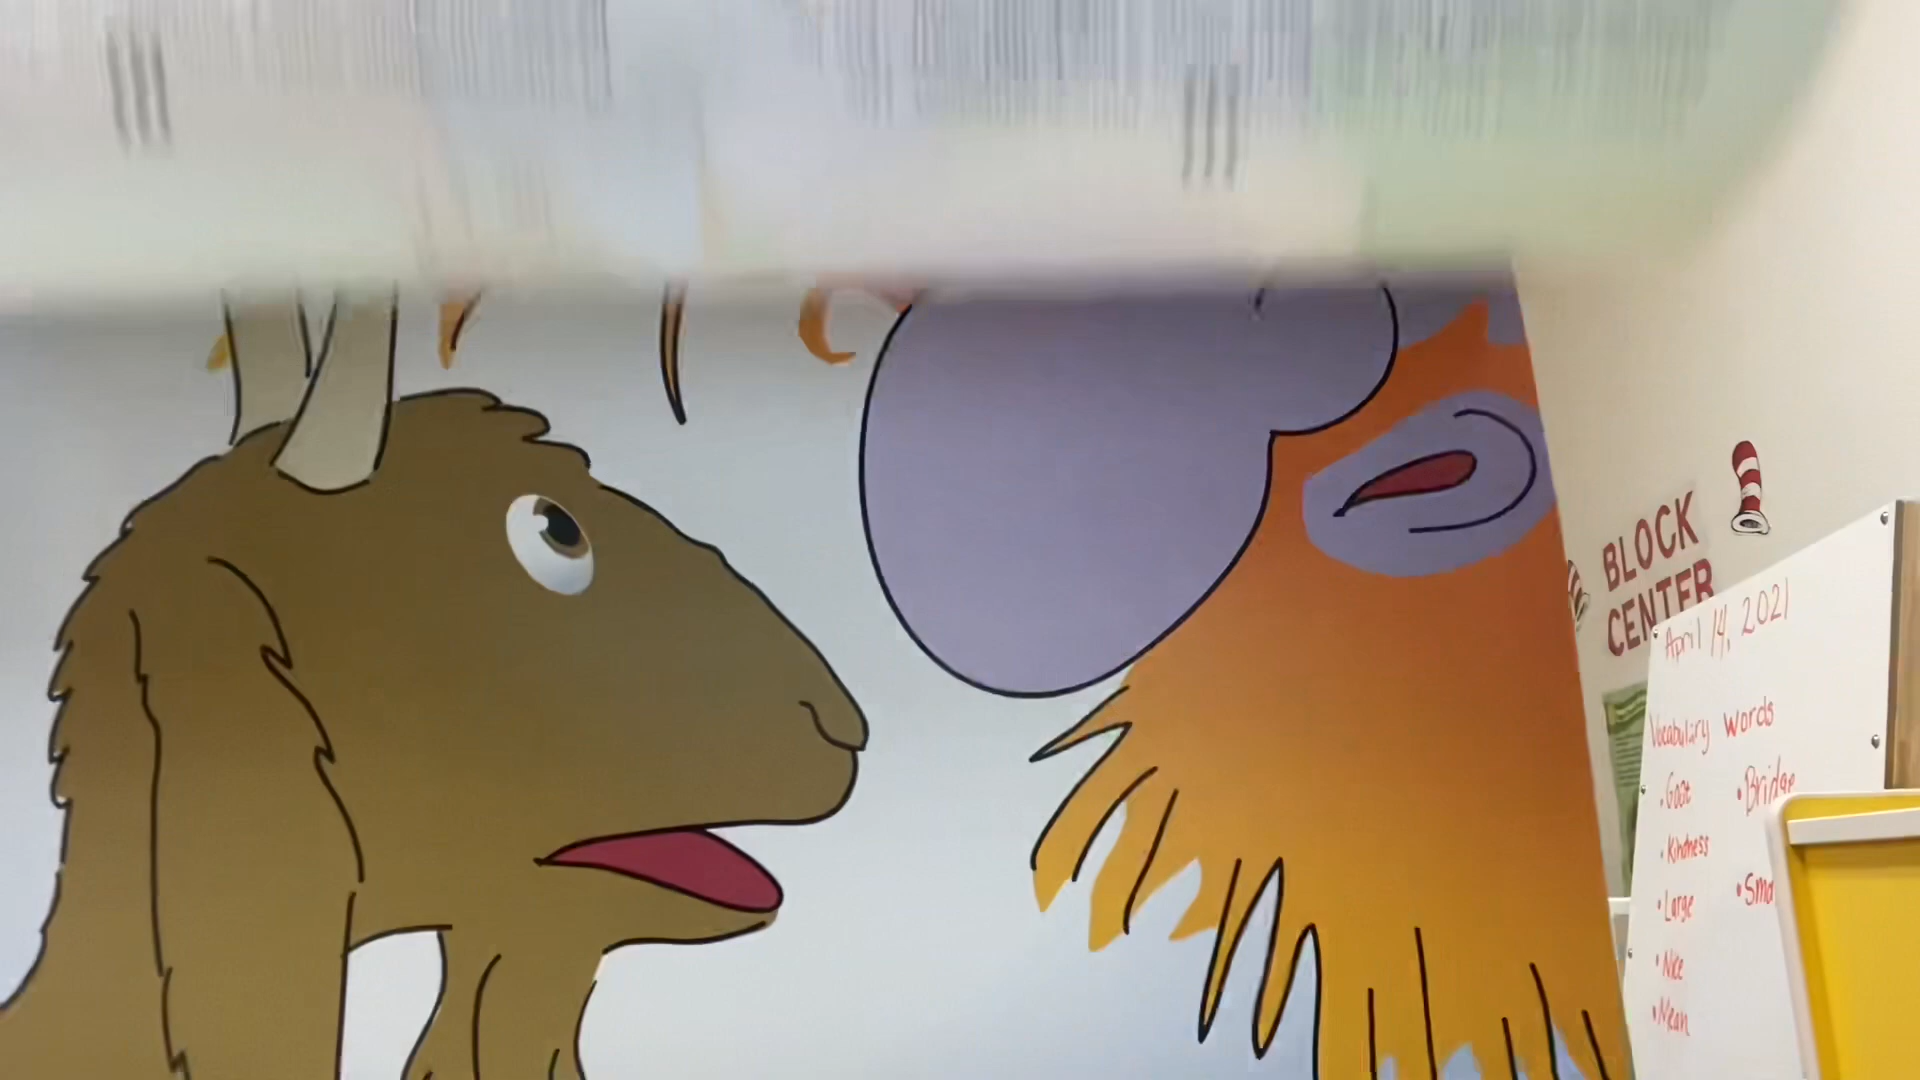 BLOCK
CENTER
April 14, 2021
Vocabulary Words
• Goat
• Bridge
• Kindness
• Large
• Nice
• Mean